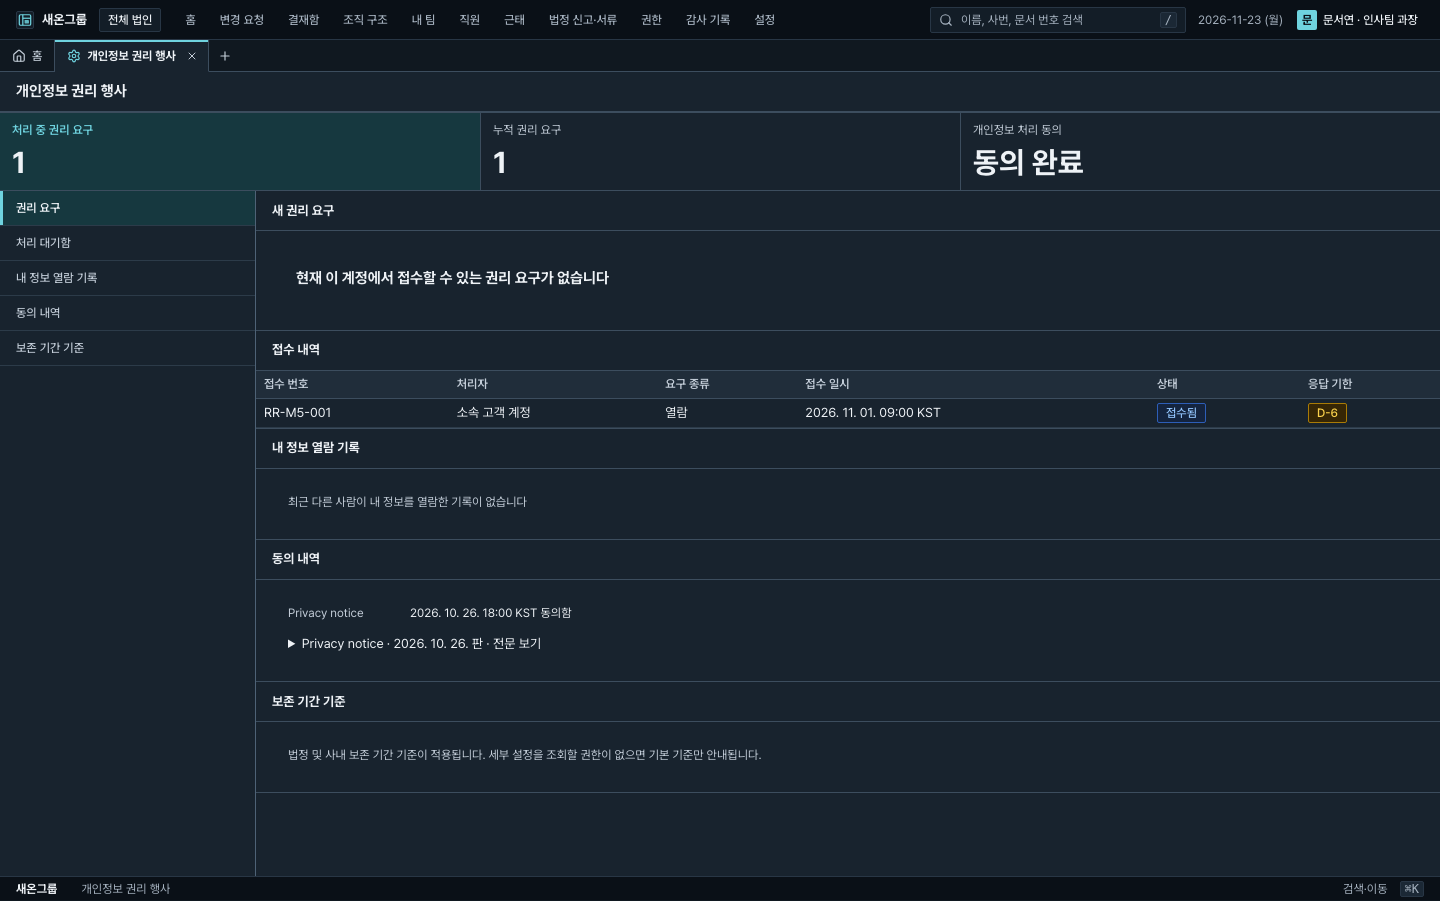 새온그룹 전체 법인 홈 변경 요청 결재함 조직 구조 내 팀 직원 근태 법정 신고·서류 권한 감사 기록 설정 이름, 사번, 문서 번호 검색 / 2026-11-23 (월) 문 문서연 · 인사팀 과장
홈 개인정보 권리 행사
개인정보 권리 행사
처리 중 권리 요구
1
누적 권리 요구
1
개인정보 처리 동의
동의 완료
권리 요구
처리 대기함
내 정보 열람 기록
동의 내역
보존 기간 기준
새 권리 요구
현재 이 계정에서 접수할 수 있는 권리 요구가 없습니다
접수 내역
접수 번호 처리자 요구 종류 접수 일시 상태 응답 기한
RR-M5-001 소속 고객 계정 열람 2026. 11. 01. 09:00 KST 접수됨 D-6
내 정보 열람 기록
최근 다른 사람이 내 정보를 열람한 기록이 없습니다
동의 내역
Privacy notice 2026. 10. 26. 18:00 KST 동의함
▶ Privacy notice · 2026. 10. 26. 판 · 전문 보기
보존 기간 기준
법정 및 사내 보존 기간 기준이 적용됩니다. 세부 설정을 조회할 권한이 없으면 기본 기준만 안내됩니다.
새온그룹 개인정보 권리 행사 검색·이동 ⌘K